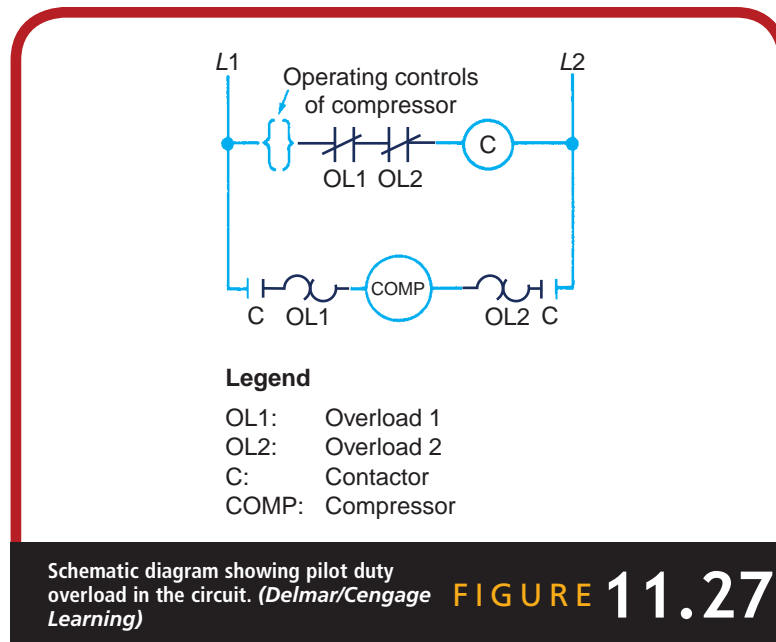 L1
L2
Operating controls
of compressor
C
OL1 OL2
COMP
C OL1 OL2 C
Legend
OL1: Overload 1
OL2: Overload 2
C: Contactor
COMP: Compressor
Schematic diagram showing pilot duty
overload in the circuit. (Delmar/Cengage
Learning)
FIGURE 11.27